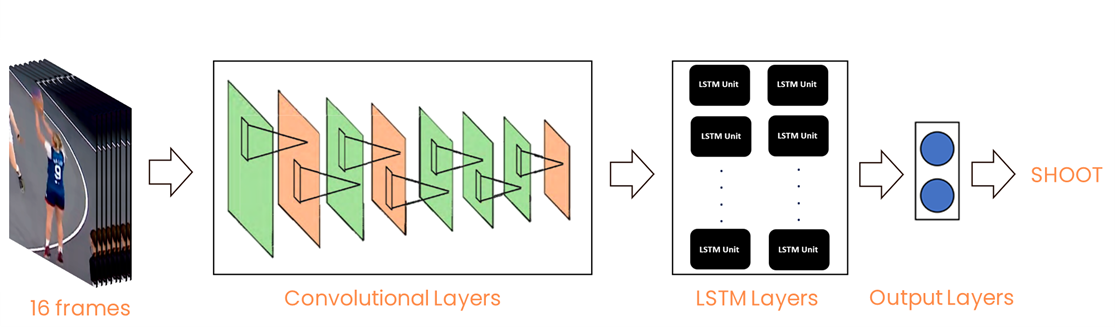 LSTM Unit LSTM Unit
LSTM Unit LSTM Unit
LSTM Unit LSTM Unit
SHOOT
16 frames
Convolutional Layers
LSTM Layers
Output Layers
9